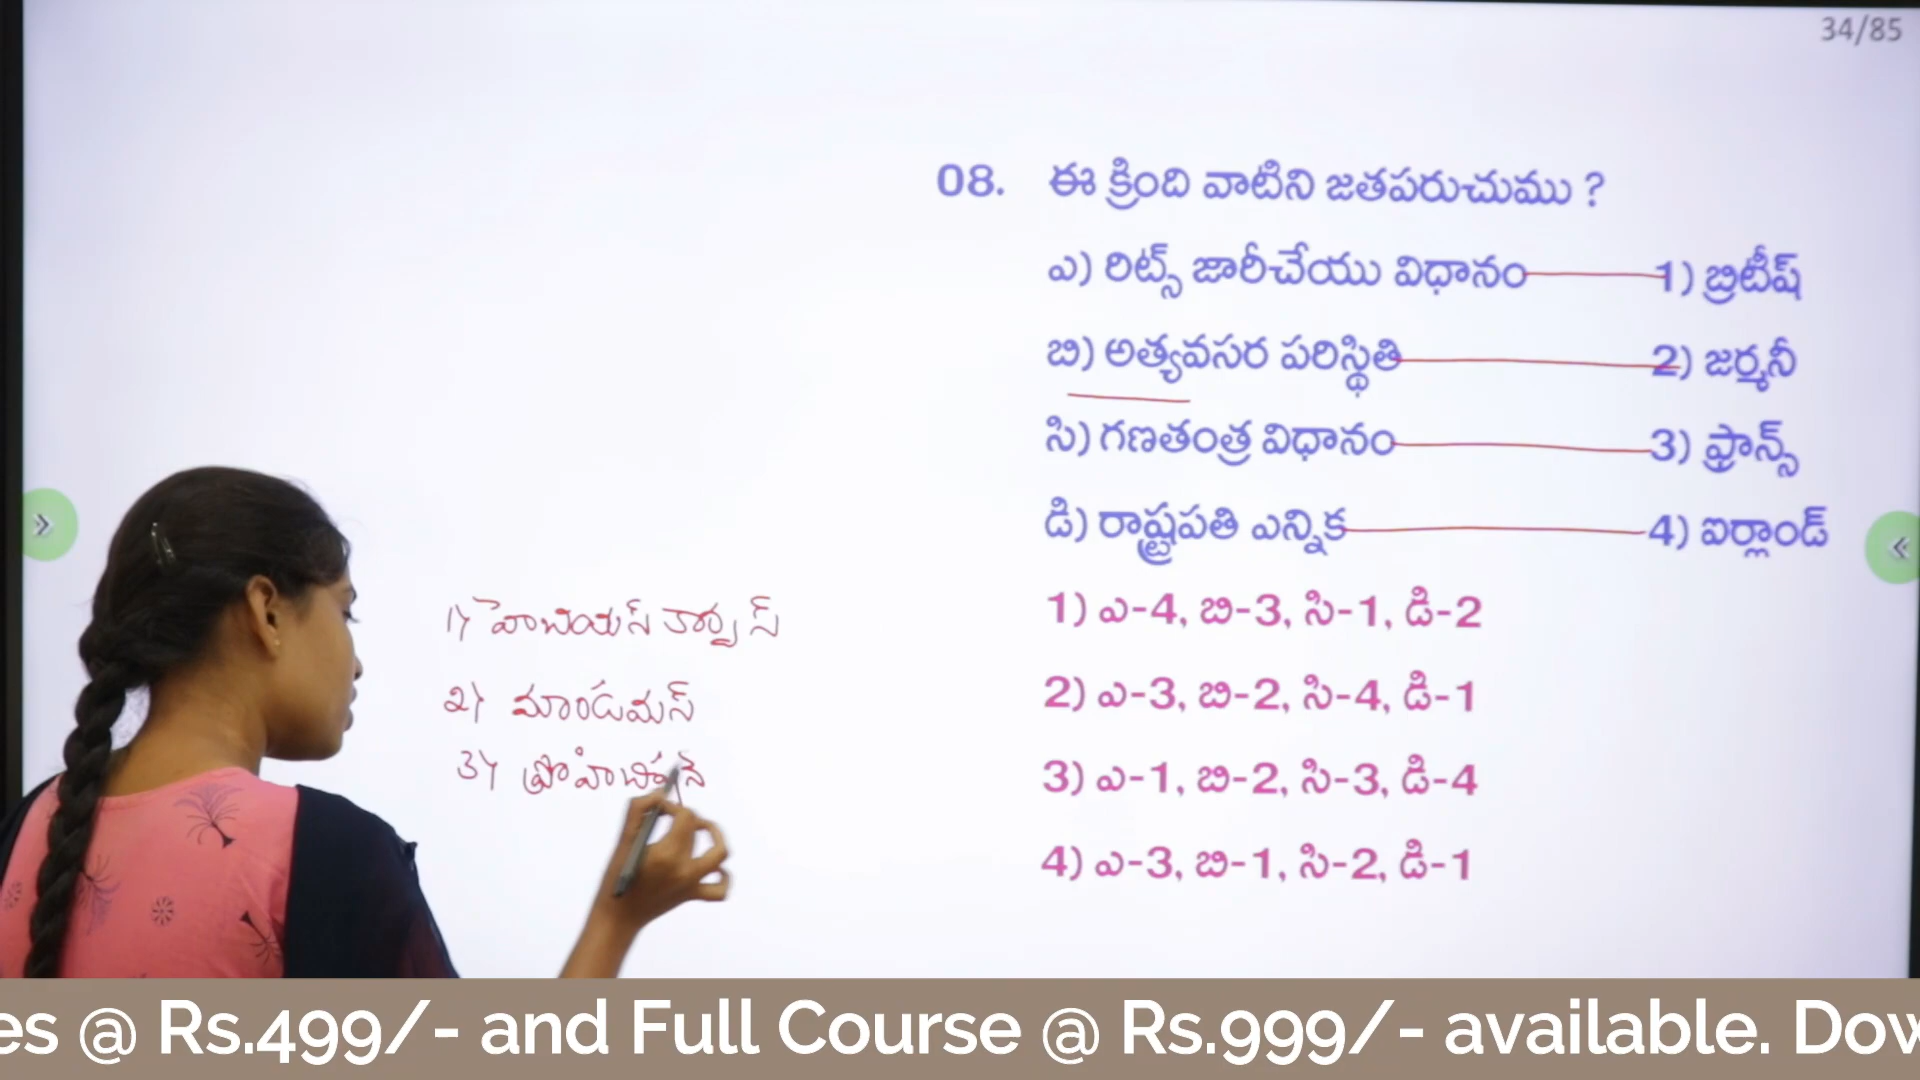 34/85
08. ఈ క్రింది వాటిని జతపరుచుము ?
ఎ) రిట్స్ జారీచేయు విధానం 1) బ్రిటీష్
బి) అత్యవసర పరిస్థితి 2) జర్మనీ
సి) గణతంత్ర విధానం 3) ఫ్రాన్స్
డి) రాష్ట్రపతి ఎన్నిక 4) ఐర్లాండ్
1) ఎ-4, బి-3, సి-1, డి-2
2) ఎ-3, బి-2, సి-4, డి-1
3) ఎ-1, బి-2, సి-3, డి-4
4) ఎ-3, బి-1, సి-2, డి-1
1) హెబియస్ కార్పస్
2) మాండమస్
3)
es @ Rs.499/- and Full Course @ Rs.999/- available. Dow